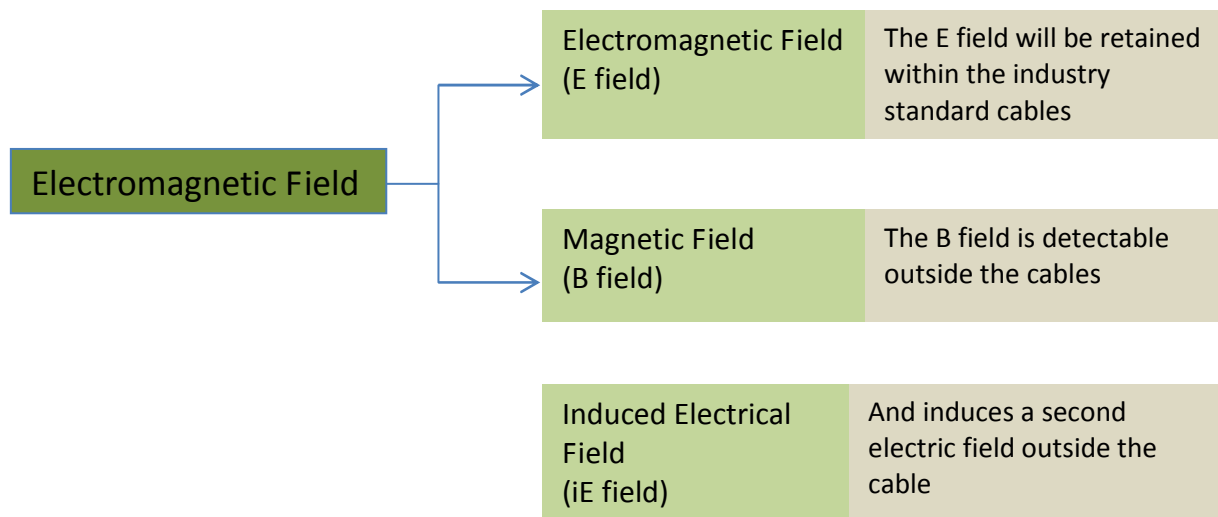 Electromagnetic Field
Electromagnetic Field
(E field)
The E field will be retained
within the industry
standard cables
Magnetic Field
(B field)
The B field is detectable
outside the cables
Induced Electrical
Field
(iE field)
And induces a second
electric field outside the
cable